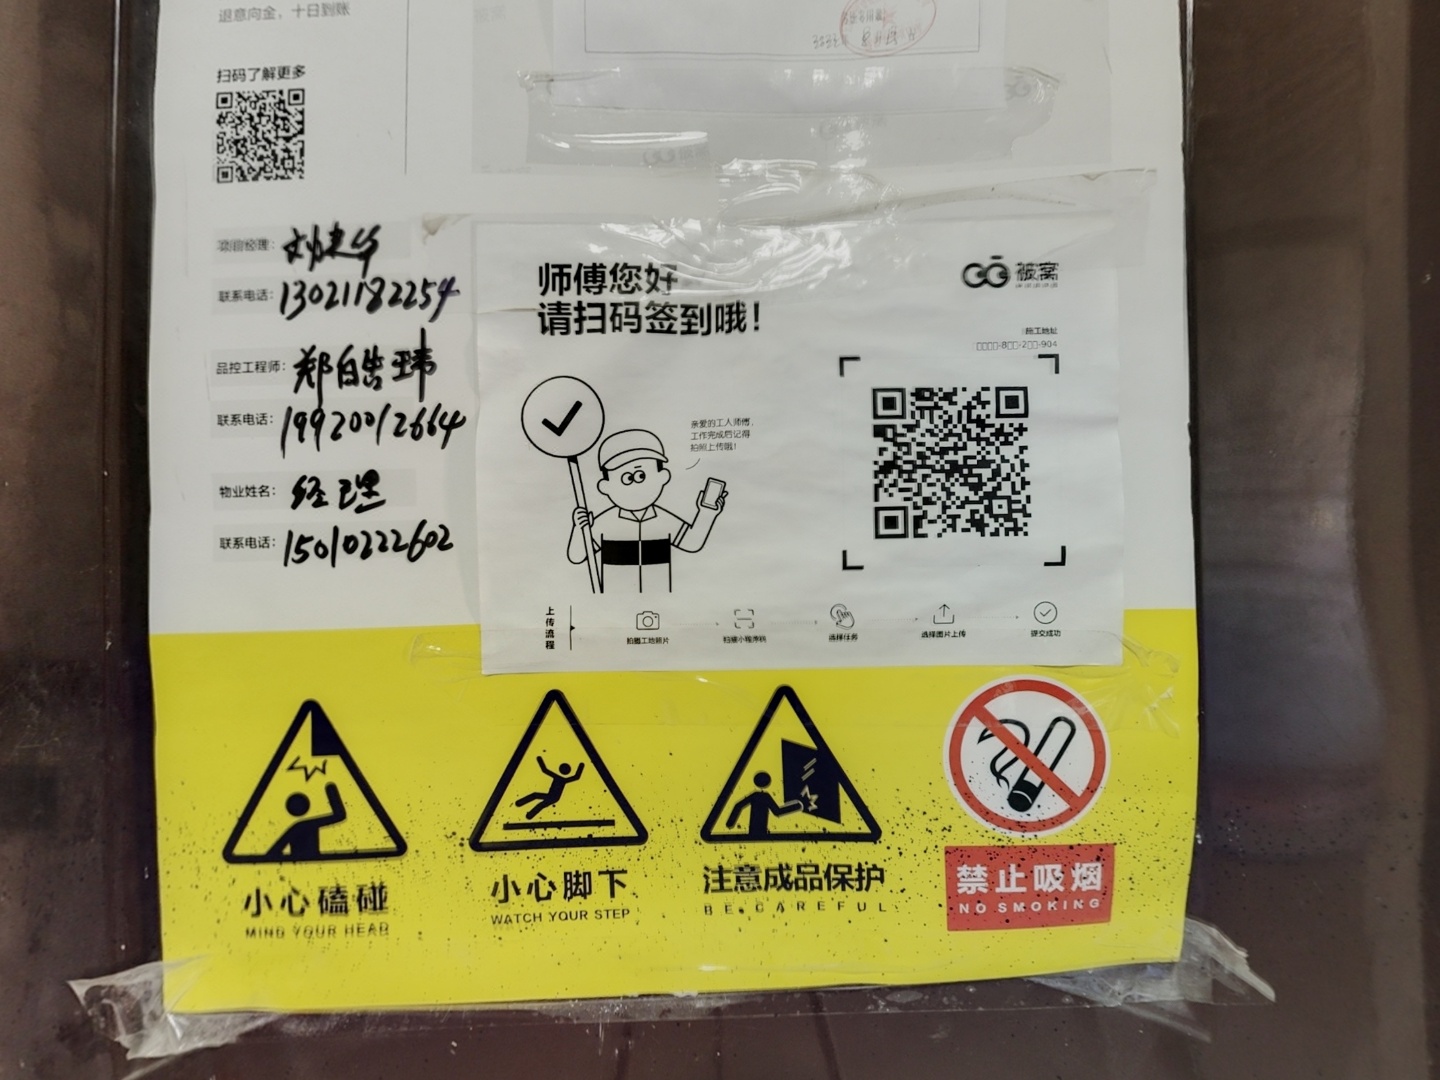 退意向金，十日到账
扫码了解更多
项目经理：
联系电话：13021182254
品控工程师：郑皓玮
联系电话：19920012664
物业姓名：经理
联系电话：15010222602
师傅您好
请扫码签到哦！
被窝
施工地址
亲爱的工人师傅，
工作完成后记得
拍照上传哦！
上传流程
拍摄工地照片
扫描小程序码
选择任务
选择图片上传
提交成功
小心磕碰
MIND YOUR HEAD
小心脚下
WATCH YOUR STEP
注意成品保护
BE CAREFUL
禁止吸烟
NO SMOKING